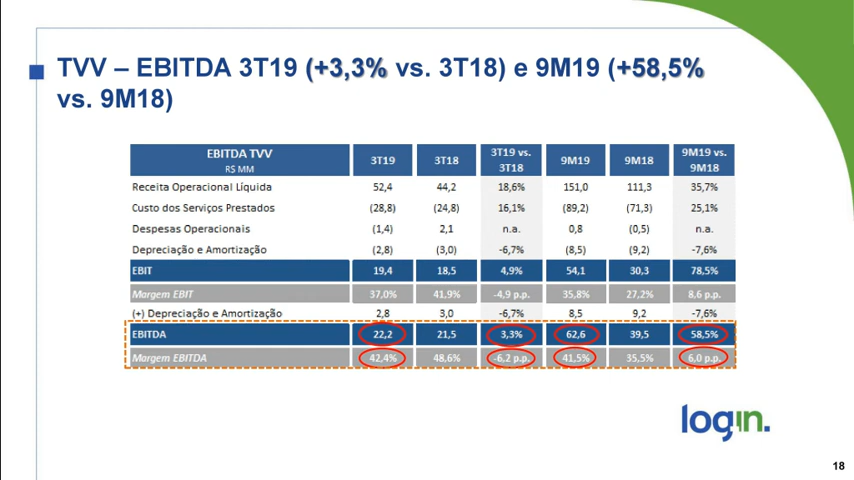 18
TVV – EBITDA 3T19 (+3,3% vs. 3T18) e 9M19 (+58,5%
vs. 9M18)
EBITDA TVV R$ MM 3T19 3T18 3T19 vs. 3T18 9M19 9M18 9M19 vs. 9M18
Receita Operacional Líquida 52,4 44,2 18,6% 151,0 111,3 35,7%
Custo dos Serviços Prestados (28,8) (24,8) 16,1% (89,2) (71,3) 25,1%
Despesas Operacionais (1,4) 2,1 n.a. 0,8 (0,5) n.a.
Depreciação e Amortização (2,8) (3,0) -6,7% (8,5) (9,2) -7,6%
EBIT 19,4 18,5 4,9% 54,1 30,3 78,5%
Margem EBIT 37,0% 41,9% -4,9 p.p. 35,8% 27,2% 8,6 p.p.
(+) Depreciação e Amortização 2,8 3,0 -6,7% 8,5 9,2 -7,6%
EBITDA 22,2 21,5 3,3% 62,6 39,5 58,5%
Margem EBITDA 42,4% 48,6% -6,2 p.p. 41,5% 35,5% 6,0 p.p.
login.
18